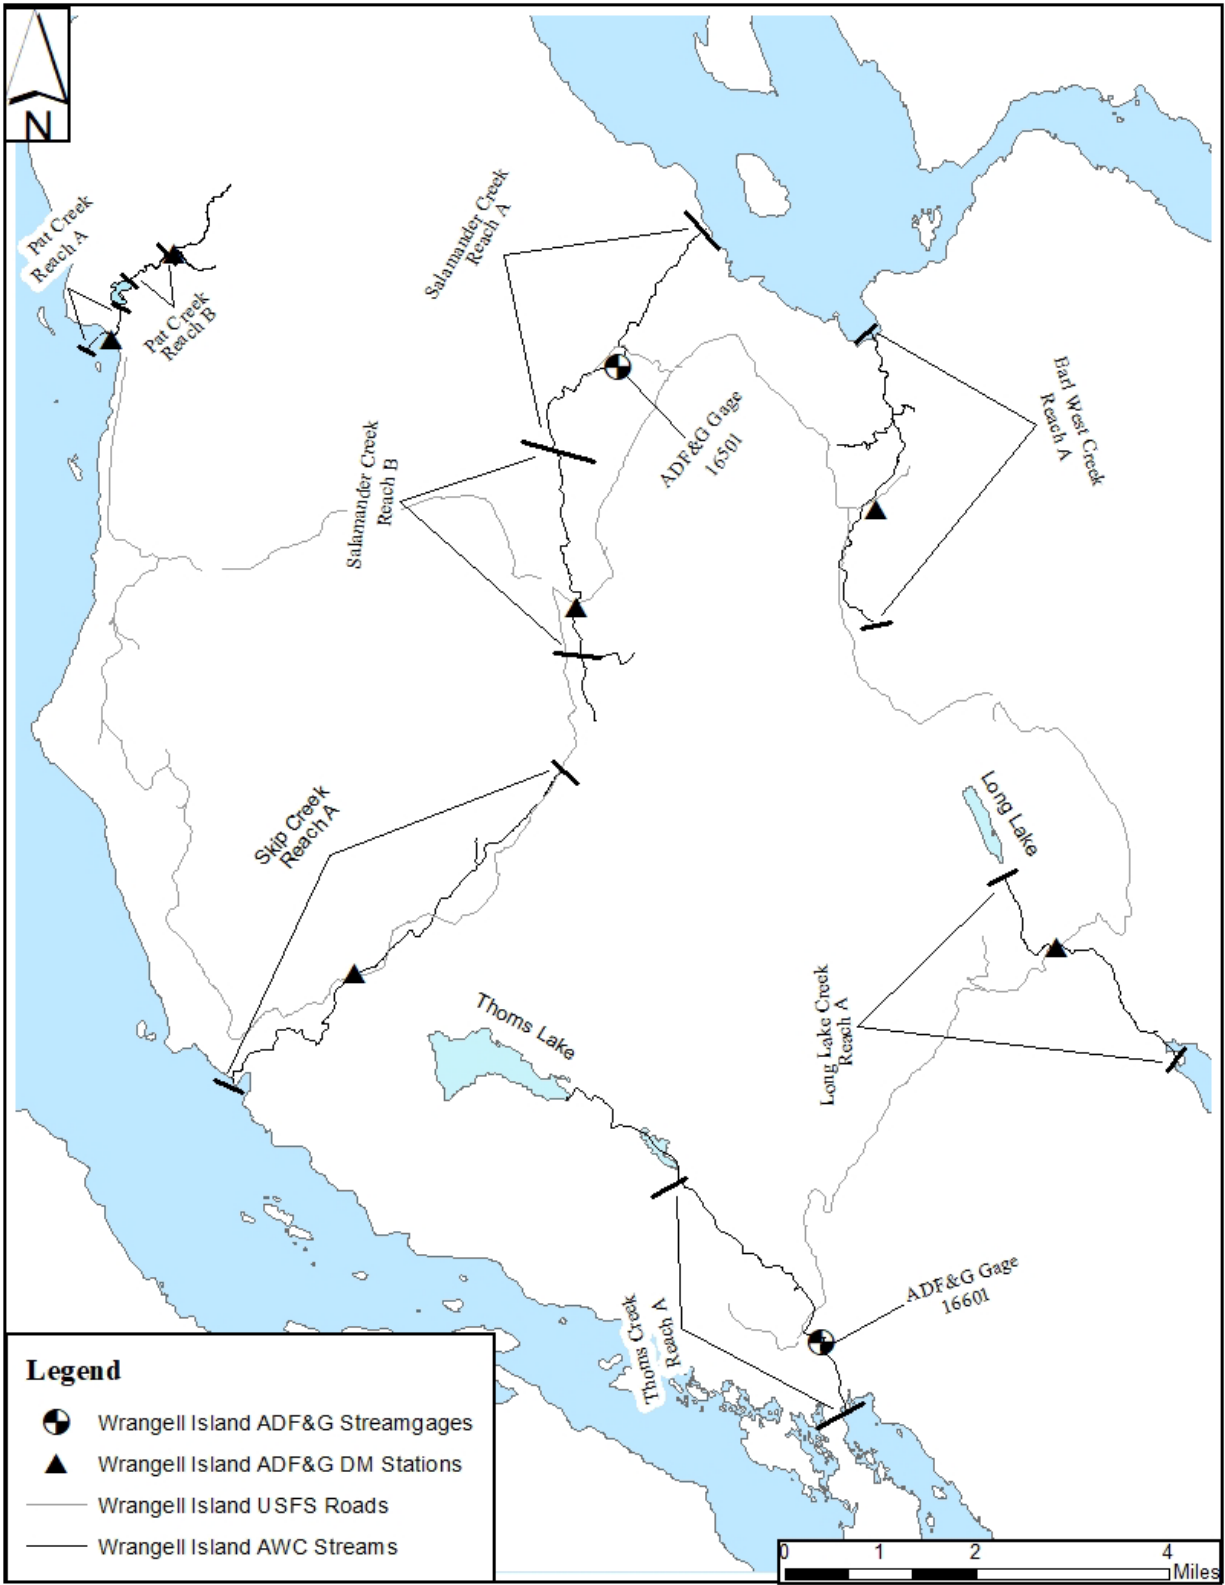 N
Pat Creek
Reach A
Pat Creek
Reach B
Salamander Creek
Reach A
Barl West Creek
Reach A
ADF&G Gage
16501
Salamander Creek
Reach B
Skip Creek
Reach A
Long Lake
Long Lake Creek
Reach A
Thoms Lake
ADF&G Gage
16601
Thoms Creek
Reach A
Legend
Wrangell Island ADF&G Streamgages
Wrangell Island ADF&G DM Stations
Wrangell Island USFS Roads
Wrangell Island AWC Streams
0 1 2 4
Miles